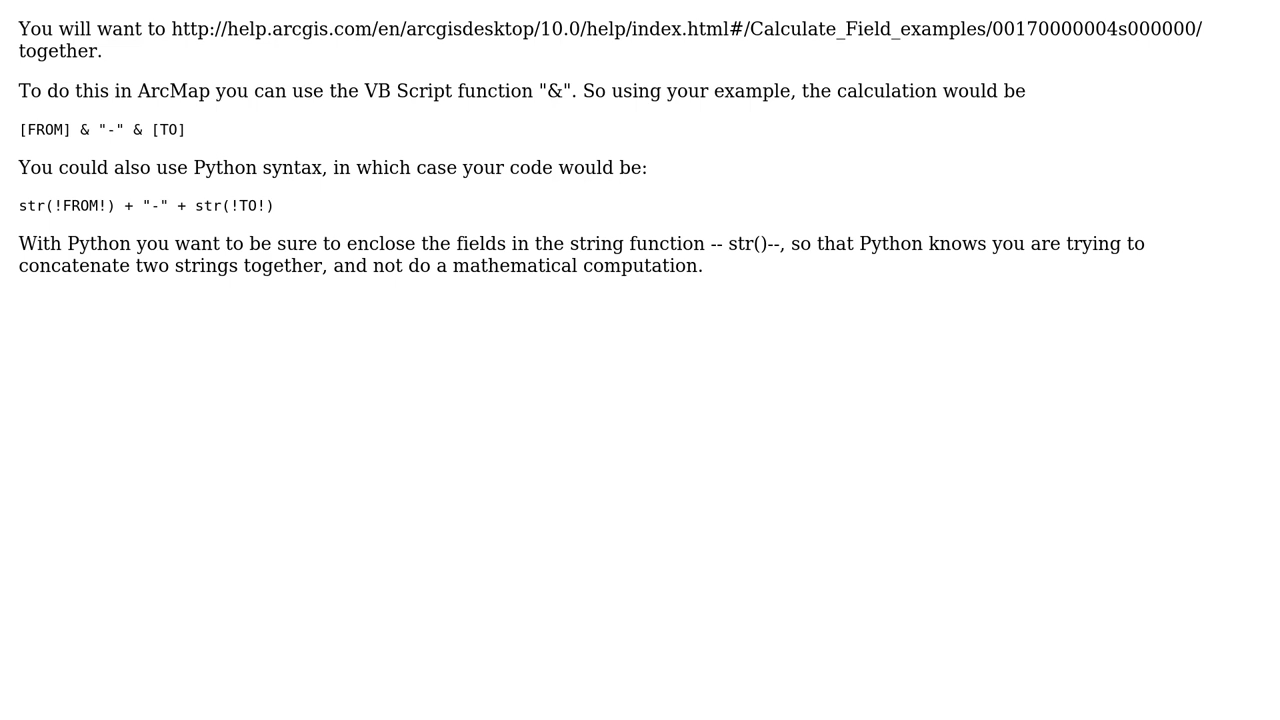 You will want to http://help.arcgis.com/en/arcgisdesktop/10.0/help/index.html#/Calculate_Field_examples/00170000004s000000/
together.
To do this in ArcMap you can use the VB Script function "&". So using your example, the calculation would be
[FROM] & "-" & [TO]
You could also use Python syntax, in which case your code would be:
str(!FROM!) + "-" + str(!TO!)
With Python you want to be sure to enclose the fields in the string function -- str()--, so that Python knows you are trying to
concatenate two strings together, and not do a mathematical computation.